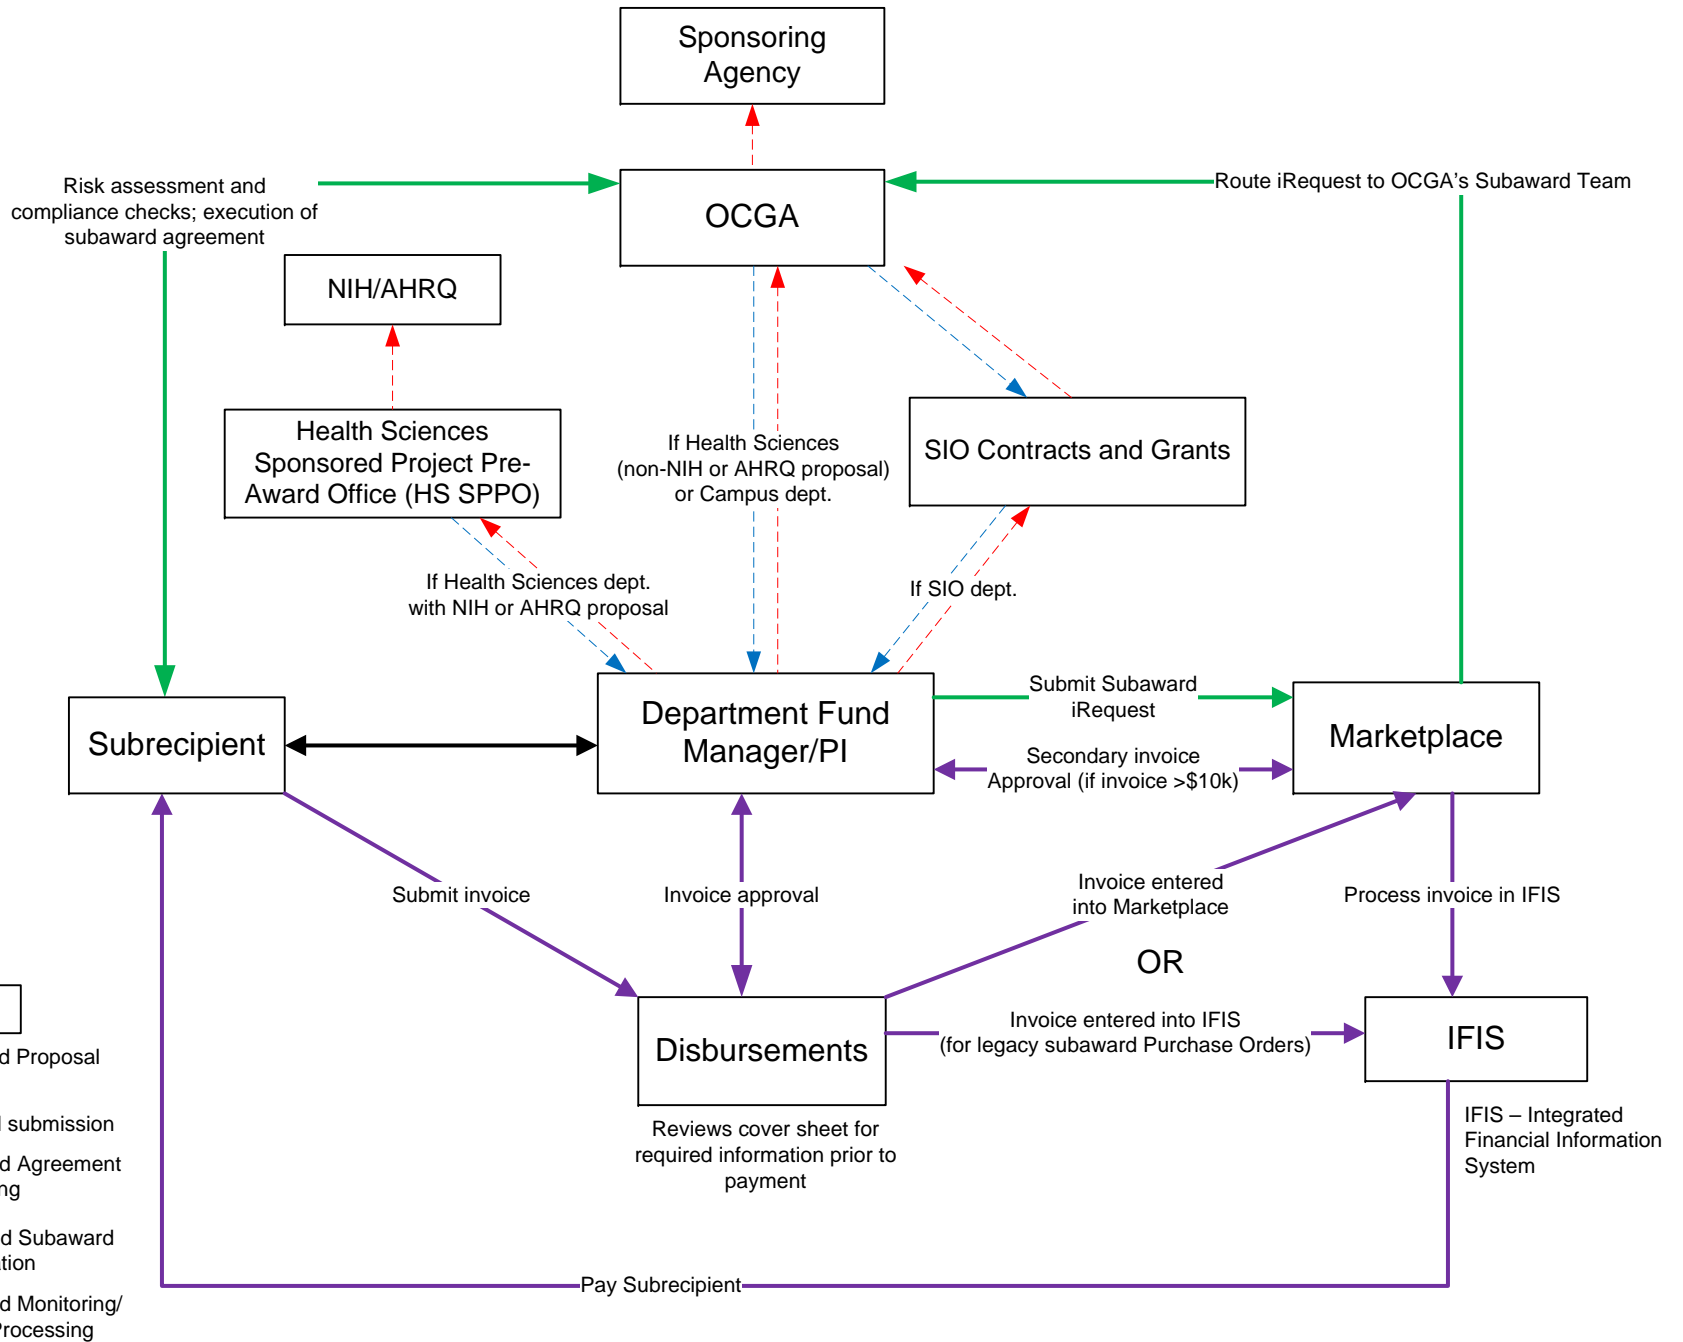 Sponsoring
Agency
Risk assessment and
compliance checks; execution of
subaward agreement
Route iRequest to OCGA's Subaward Team
OCGA
NIH/AHRQ
Health Sciences
Sponsored Project Pre-
Award Office (HS SPPO)
If Health Sciences
(non-NIH or AHRQ proposal)
or Campus dept.
SIO Contracts and Grants
If Health Sciences dept.
with NIH or AHRQ proposal
If SIO dept.
Subrecipient
Department Fund
Manager/PI
Submit Subaward
iRequest
Secondary invoice
Approval (if invoice >$10k)
Marketplace
Submit invoice
Invoice approval
Invoice entered
into Marketplace
Process invoice in IFIS
OR
Disbursements
Invoice entered into IFIS
(for legacy subaward Purchase Orders)
IFIS
Reviews cover sheet for
required information prior to
payment
IFIS – Integrated
Financial Information
System
Pay Subrecipient
d Proposal
submission
d Agreement
ng
d Subaward
ation
d Monitoring/
Processing